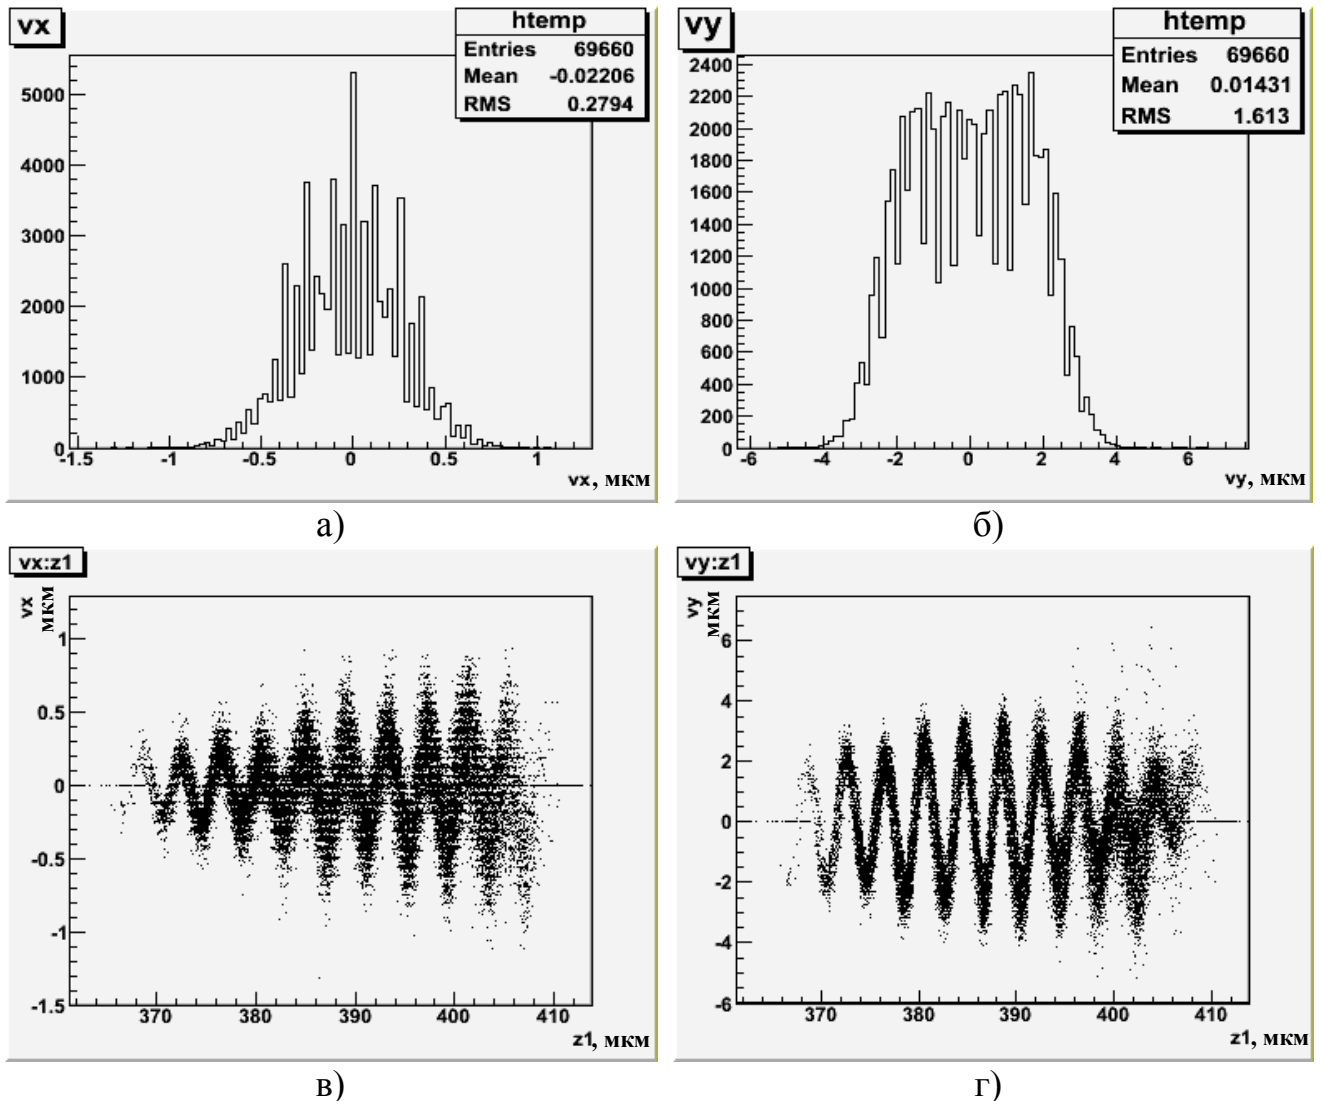 vx
htemp
Entries 69660
Mean -0.02206
RMS 0.2794
5000
4000
3000
2000
1000
0
-1.5 -1 -0.5 0 0.5 1
vx, мкм
а)
vy
htemp
Entries 69660
Mean 0.01431
RMS 1.613
2400
2200
2000
1800
1600
1400
1200
1000
800
600
400
200
0
-6 -4 -2 0 2 4 6
vy, мкм
б)
vx:z1
vx
мкм
1
0.5
0
-0.5
-1
-1.5
370 380 390 400 410
z1, мкм
в)
vy:z1
vy
мкм
6
4
2
0
-2
-4
-6
370 380 390 400 410
z1, мкм
г)